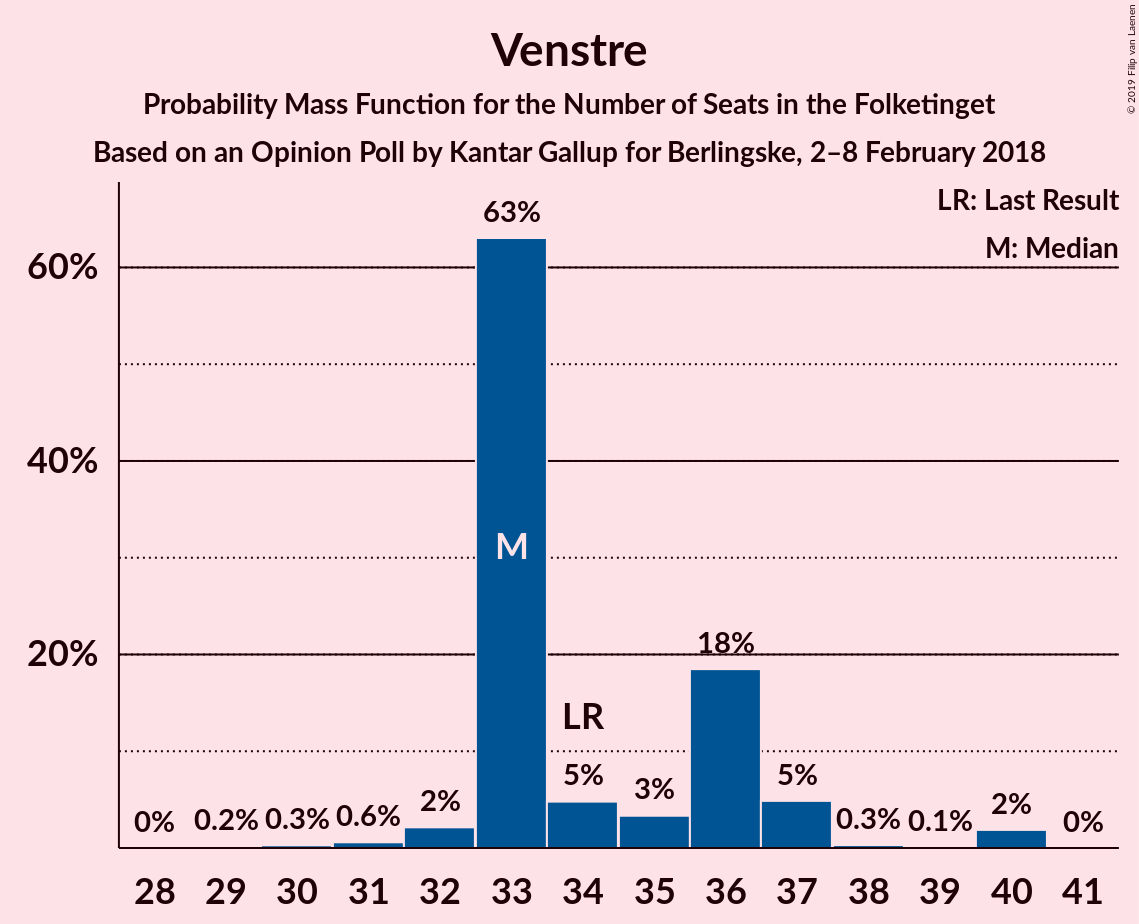 Venstre
Probability Mass Function for the Number of Seats in the Folketinget
Based on an Opinion Poll by Kantar Gallup for Berlingske, 2–8 February 2018
© 2019 Filip van Laenen
LR: Last Result
M: Median
60%
40%
20%
0%
0.2%
0.3%
0.6%
2%
63%
M
5%
LR
3%
18%
5%
0.3%
0.1%
2%
0%
28 29 30 31 32 33 34 35 36 37 38 39 40 41